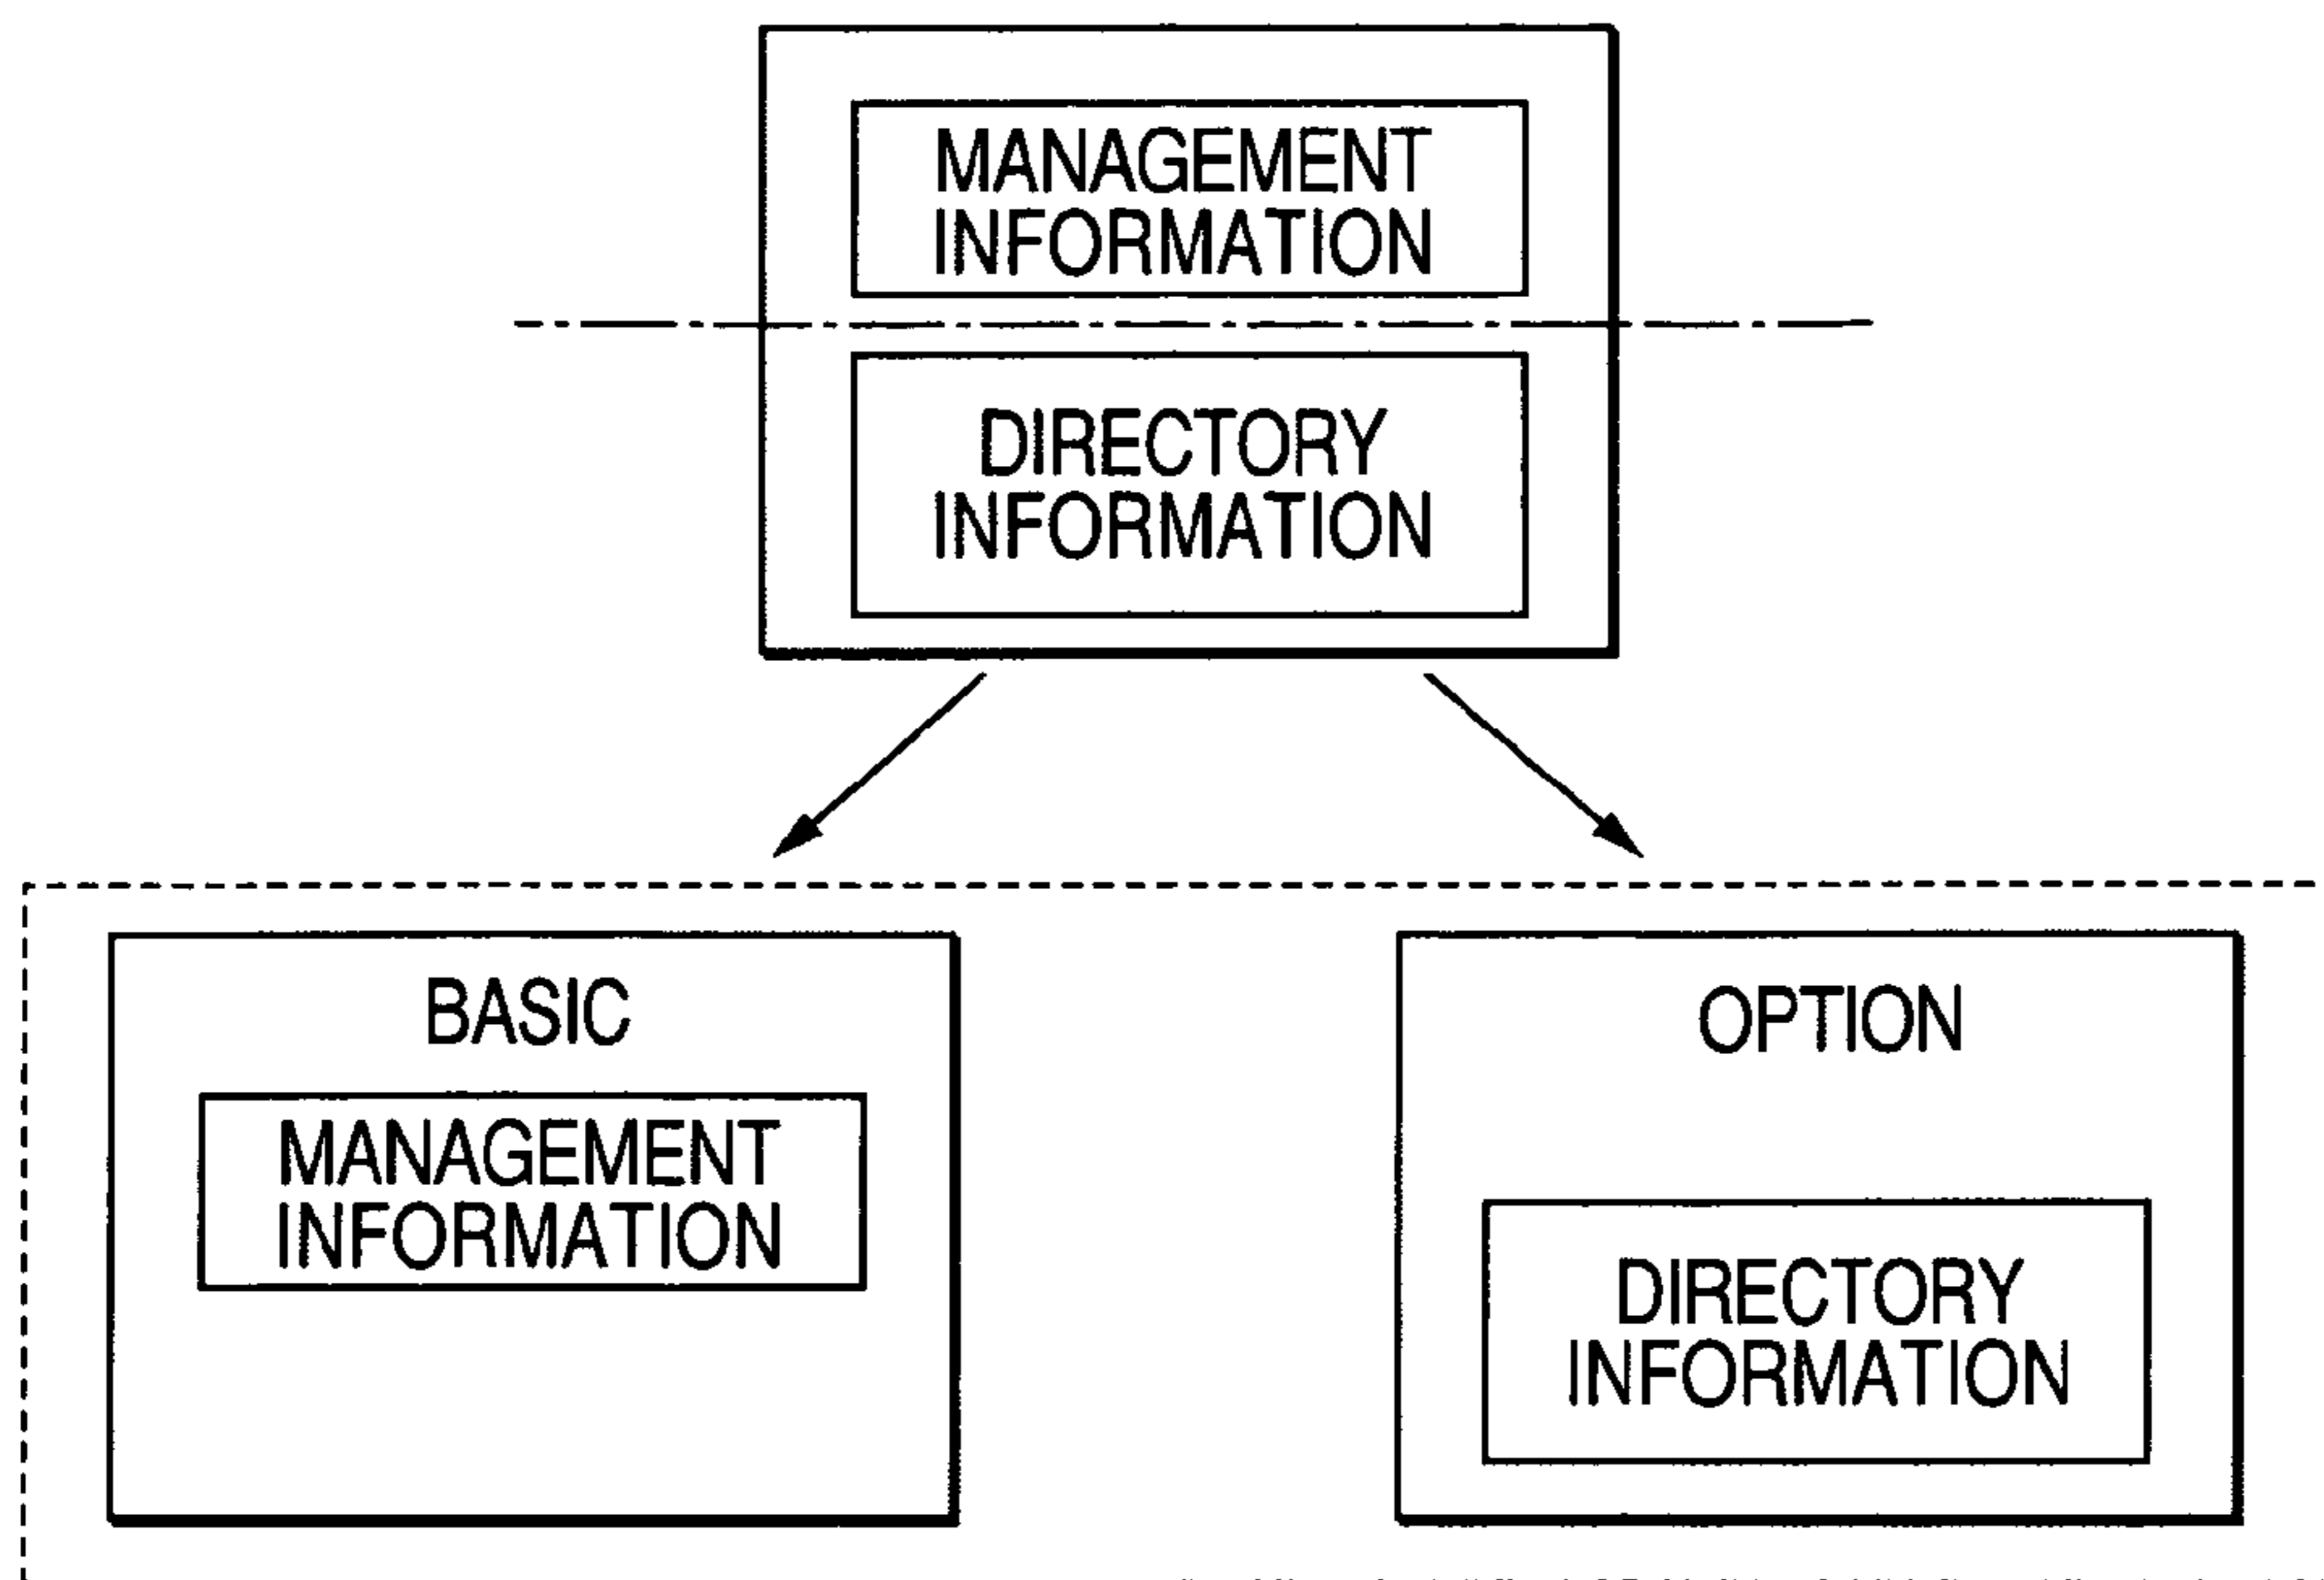 MANAGEMENT
INFORMATION
DIRECTORY
INFORMATION
BASIC
MANAGEMENT
INFORMATION
OPTION
DIRECTORY
INFORMATION